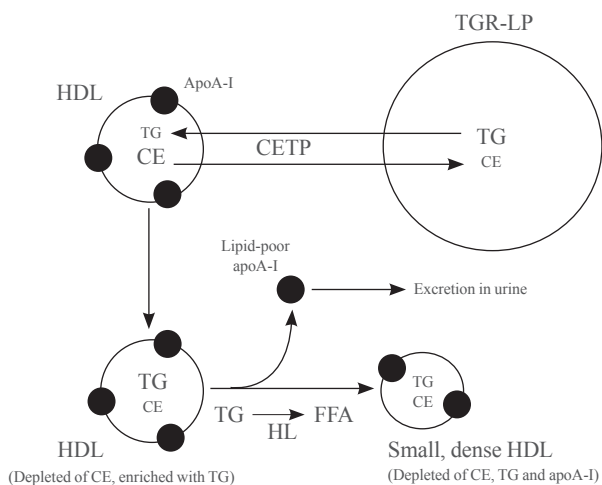 TGR-LP
ApoA-I
HDL
TG
CE
CETP
TG
CE
Lipid-poor
apoA-I
Excretion in urine
TG
CE
TG
HL
FFA
TG
CE
HDL
(Depleted of CE, enriched with TG)
Small, dense HDL
(Depleted of CE, TG and apoA-I)